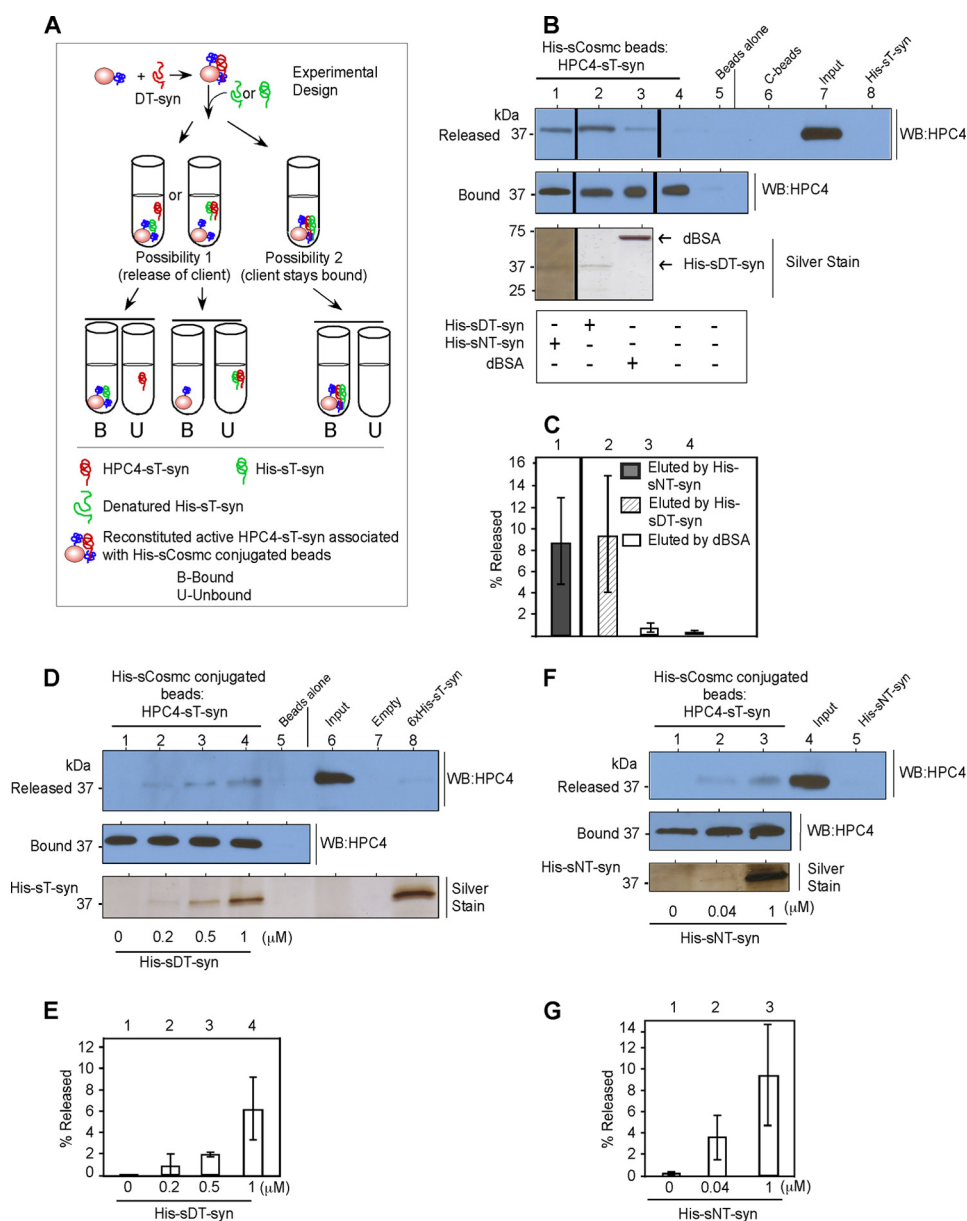 A
Experimental
Design
+
DT-syn
or
or
Possibility 1
(release of client)
Possibility 2
(client stays bound)
B U B U B U
HPC4-sT-syn
His-sT-syn
Denatured His-sT-syn
Reconstituted active HPC4-sT-syn associated
with His-sCosmc conjugated beads
B-Bound
U-Unbound
B
His-sCosmc beads:
HPC4-sT-syn
Beads alone
C-beads
Input
His-sT-syn
1 2 3 4 5 6 7 8
kDa
Released 37
WB:HPC4
Bound 37
WB:HPC4
75
37
25
← dBSA
← His-sDT-syn
Silver Stain
His-sDT-syn - + - - -
His-sNT-syn + - - - -
dBSA - - + - -
C
1 2 3 4
16
14
12
10
8
6
4
2
% Released
Eluted by His-
sNT-syn
Eluted by His-
sDT-syn
Eluted by dBSA
D
His-sCosmc conjugated
beads:
HPC4-sT-syn
Beads alone
Input
Empty
6xHis-sT-syn
1 2 3 4 5 6 7 8
kDa
Released 37
WB:HPC4
Bound 37
WB:HPC4
His-sT-syn
37
Silver
Stain
0 0.2 0.5 1 (μM)
His-sDT-syn
E
1 2 3 4
12
10
8
6
4
2
0
% Released
0 0.2 0.5 1 (μM)
His-sDT-syn
F
His-sCosmc conjugated
beads:
HPC4-sT-syn
Input
His-sNT-syn
1 2 3 4 5
kDa
Released 37
WB:HPC4
Bound 37
WB:HPC4
His-sNT-syn
37
Silver
Stain
0 0.04 1 (μM)
His-sNT-syn
G
1 2 3
14
12
10
8
6
4
2
0
% Released
0 0.04 1 (μM)
His-sNT-syn